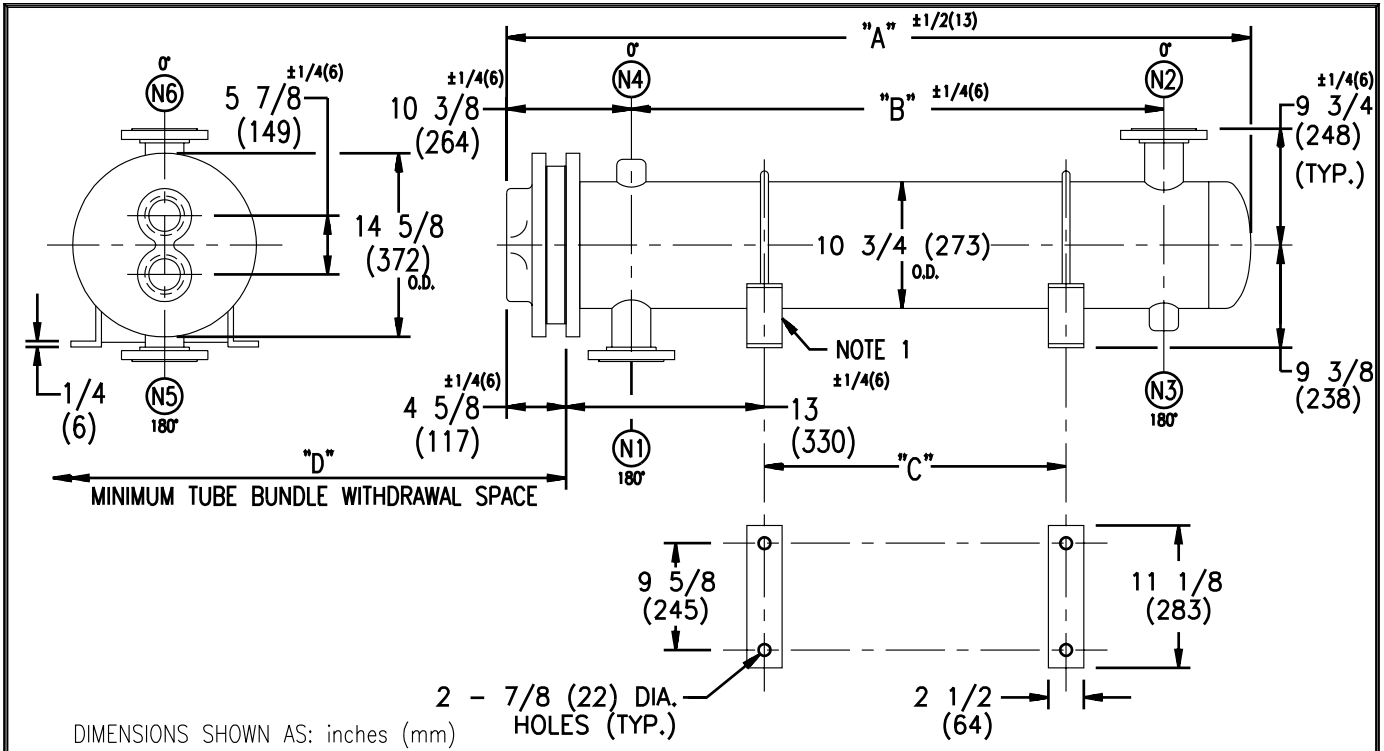 "A" ±1/2(13)
0°
N6
5 7/8 ±1/4(6)
(149)
10 3/8 ±1/4(6)
(264)
0°
N4
"B" ±1/4(6)
0°
N2
±1/4(6)
9 3/4
(248)
(TYP.)
14 5/8
(372)
O.D.
10 3/4 (273)
O.D.
1/4
(6)
N5
180°
±1/4(6)
4 5/8
(117)
NOTE 1
±1/4(6)
13
(330)
N1
180°
N3
180°
9 3/8
(238)
"D"
MINIMUM TUBE BUNDLE WITHDRAWAL SPACE
"C"
9 5/8
(245)
11 1/8
(283)
2 - 7/8 (22) DIA.
HOLES (TYP.)
2 1/2
(64)
DIMENSIONS SHOWN AS: inches (mm)